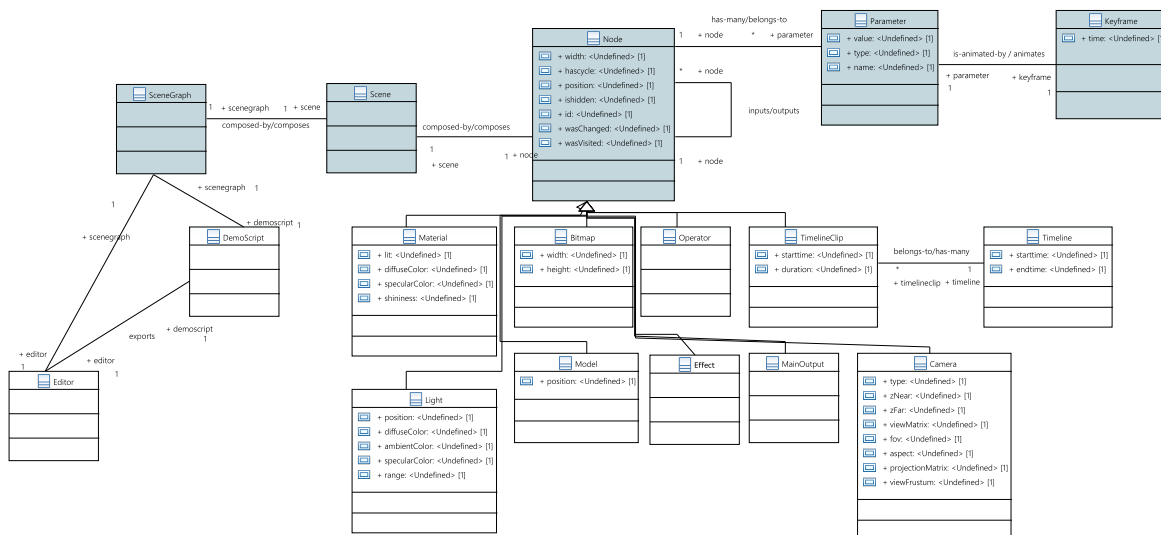 Node
+ width: <Undefined> [1]
+ hascycle: <Undefined> [1]
+ position: <Undefined> [1]
+ ishidden: <Undefined> [1]
+ id: <Undefined> [1]
+ wasChanged: <Undefined> [1]
+ wasVisited: <Undefined> [1]
has-many/belongs-to
1 + node * + parameter
* + node
inputs/outputs
1 + node
Parameter
+ value: <Undefined> [1]
+ type: <Undefined> [1]
+ name: <Undefined> [1]
is-animated-by / animates
+ parameter + keyframe
1 1
Keyframe
+ time: <Undefined> [1]
SceneGraph
1 + scenegraph 1 + scene
composed-by/composes
Scene
composed-by/composes
1 1 + node
+ scene
+ scenegraph 1
1
+ scenegraph
+ demoscript 1
DemoScript
+ demoscript
1
exports
+ editor
1
+ editor
1
Editor
Material
+ lit: <Undefined> [1]
+ diffuseColor: <Undefined> [1]
+ specularColor: <Undefined> [1]
+ shininess: <Undefined> [1]
Bitmap
+ width: <Undefined> [1]
+ height: <Undefined> [1]
Operator
TimelineClip
+ starttime: <Undefined> [1]
+ duration: <Undefined> [1]
belongs-to/has-many
* 1
+ timelineclip + timeline
Timeline
+ starttime: <Undefined> [1]
+ endtime: <Undefined> [1]
Light
+ position: <Undefined> [1]
+ diffuseColor: <Undefined> [1]
+ ambientColor: <Undefined> [1]
+ specularColor: <Undefined> [1]
+ range: <Undefined> [1]
Model
+ position: <Undefined> [1]
Effect
MainOutput
Camera
+ type: <Undefined> [1]
+ zNear: <Undefined> [1]
+ zFar: <Undefined> [1]
+ viewMatrix: <Undefined> [1]
+ fov: <Undefined> [1]
+ aspect: <Undefined> [1]
+ projectionMatrix: <Undefined> [1]
+ viewFrustum: <Undefined> [1]